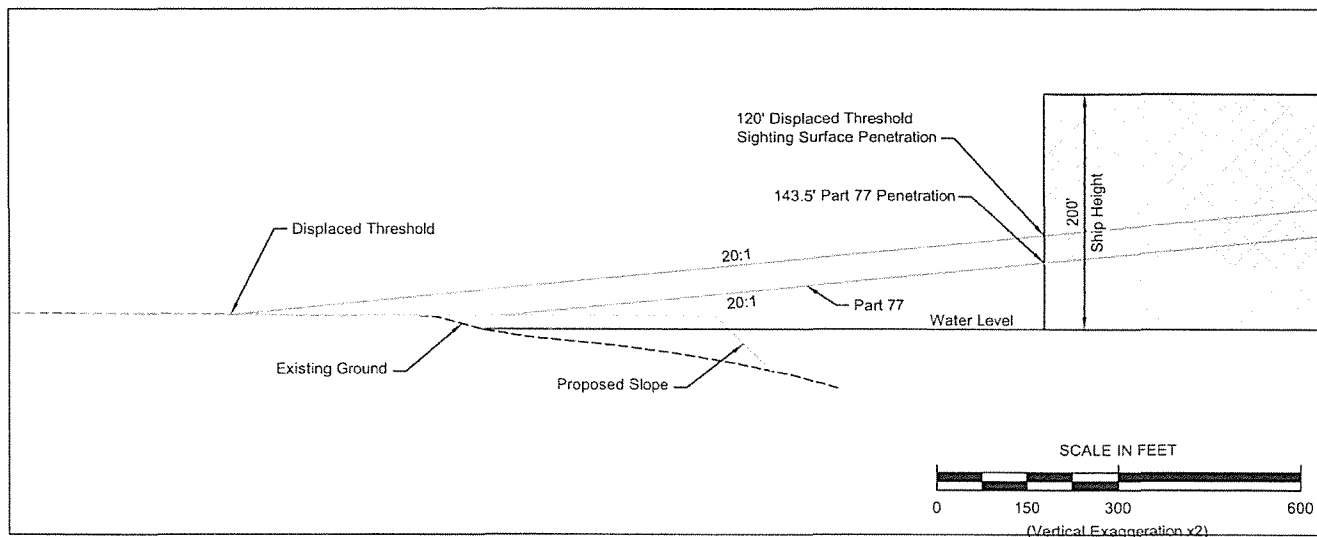 120' Displaced Threshold
Sighting Surface Penetration
143.5' Part 77 Penetration
200'
Ship Height
Displaced Threshold
20:1
20:1
Part 77
Water Level
Existing Ground
Proposed Slope
SCALE IN FEET
0 150 300 600
(Vertical Exaggeration x2)